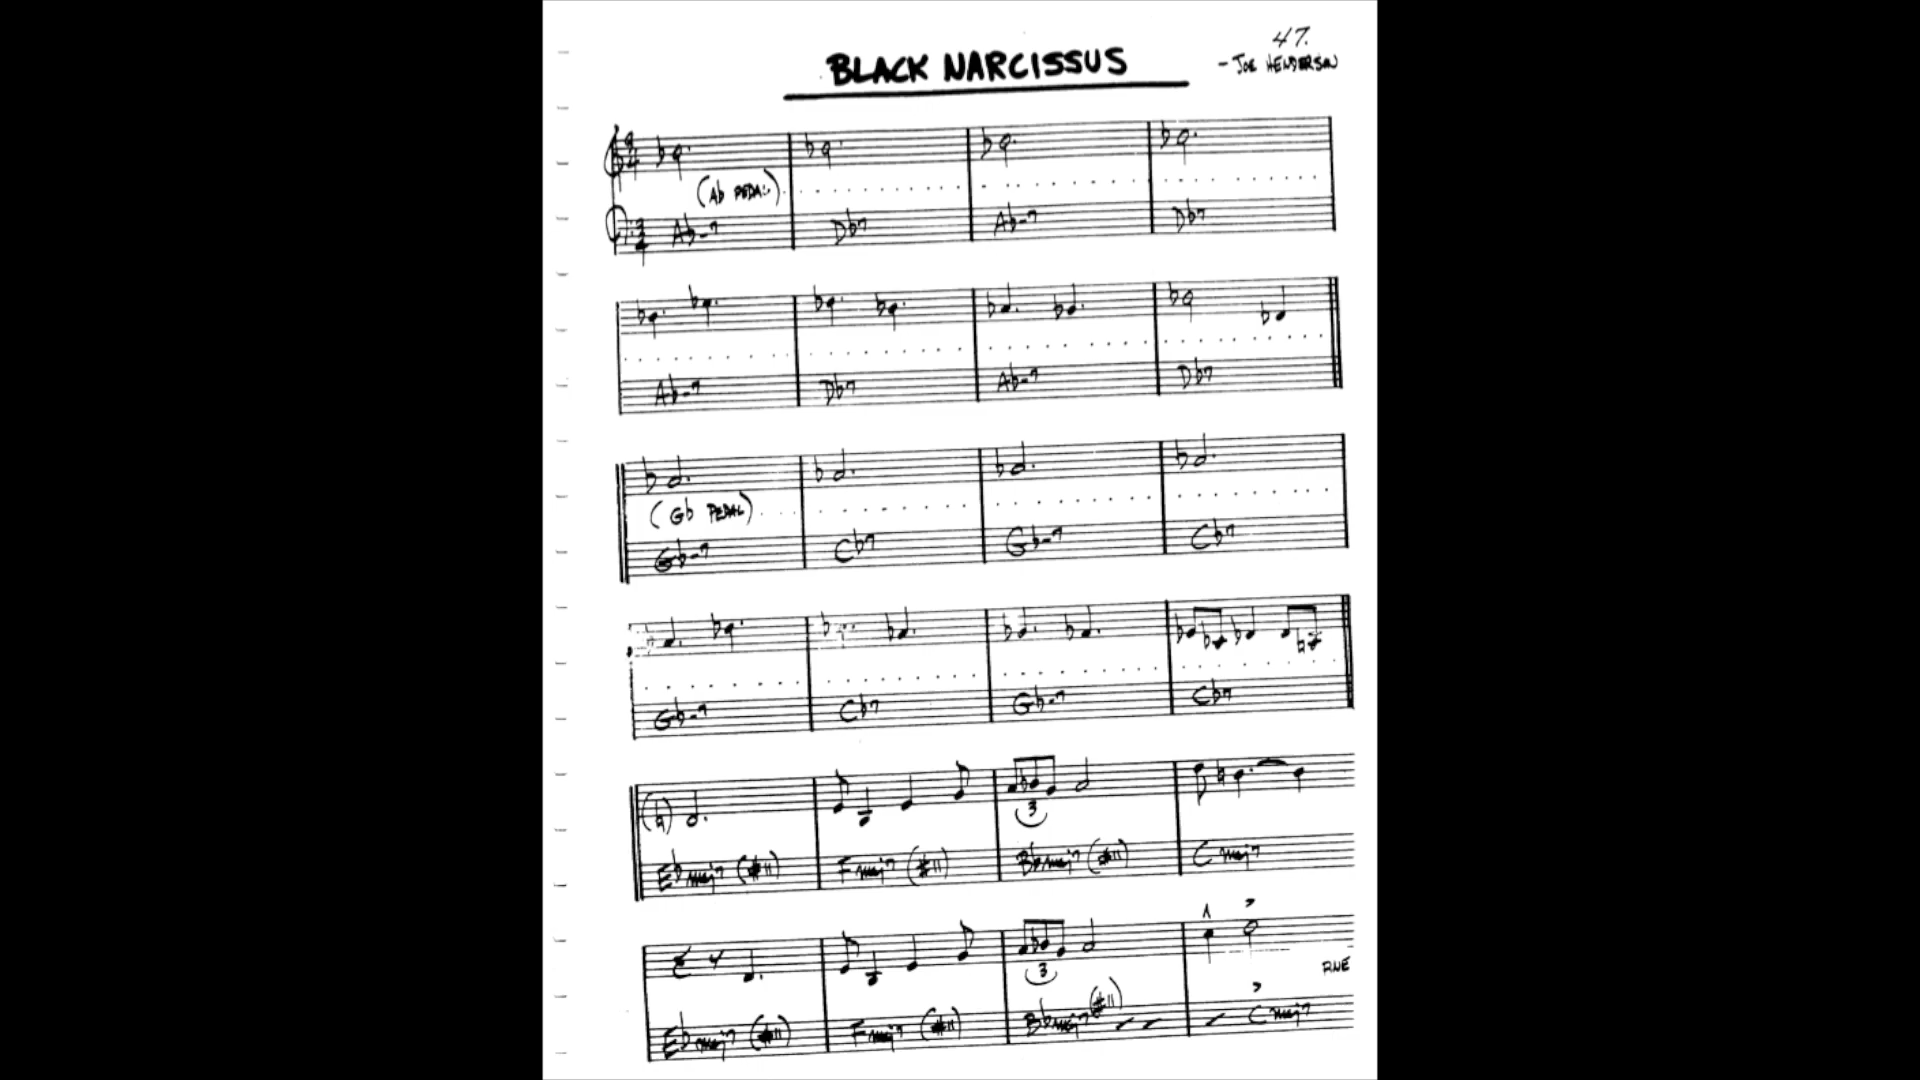 47.
BLACK NARCISSUS
- JOE HENDERSON
(Ab PEDAL)
Ab-7 Db7 Ab-7 Db7
Ab-7 Db7 Ab-7 Db7
(Gb PEDAL)
Gb-7 Cb7 Gb-7 Cb7
Gb-7 Cb7 Gb-7 Cb7
3
Ebmaj7 (#11) Fmaj7 (#11) Bbmaj7 (#11) Cmaj7
3
FINE
Ebmaj7 (#11) Fmaj7 (#11) Bbmaj7 (#11) Cmaj7